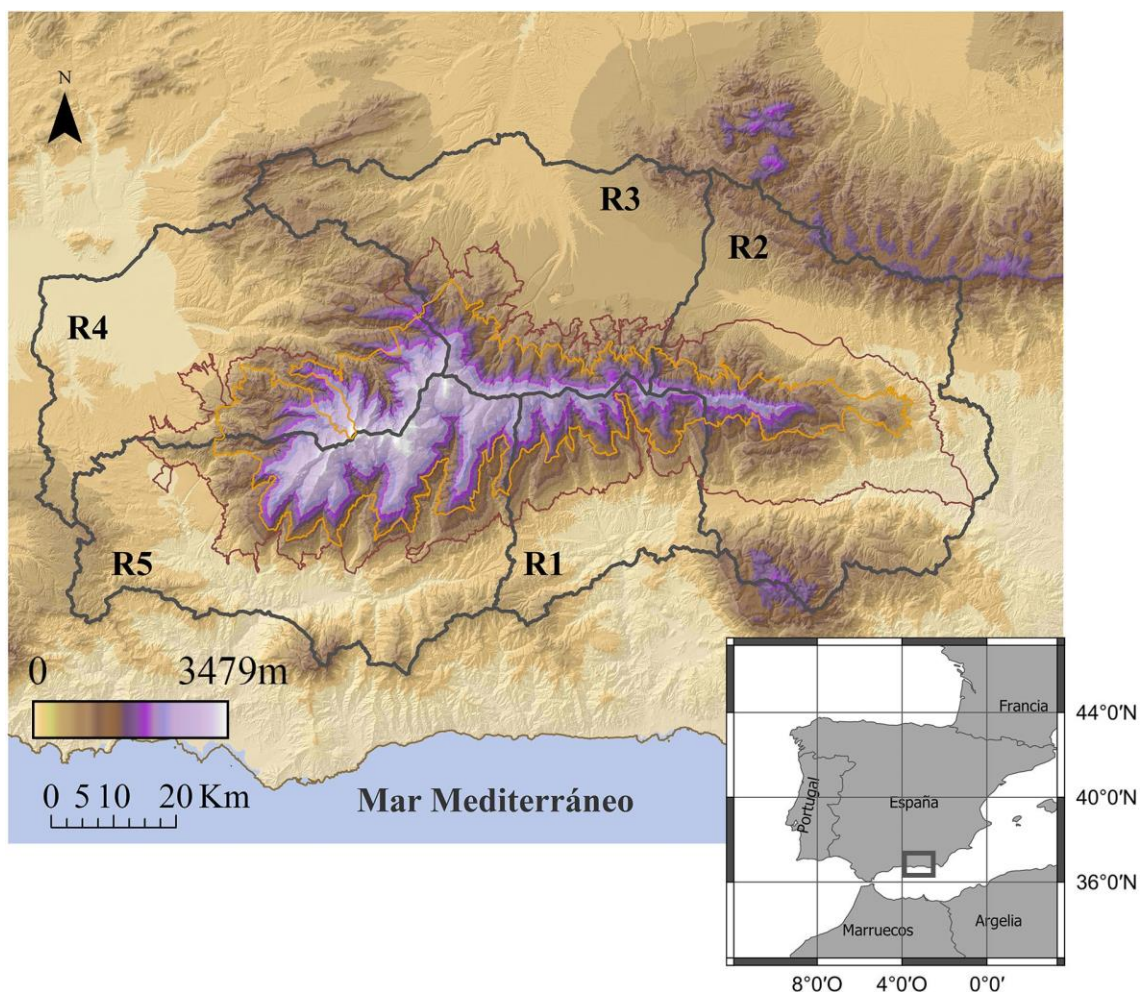 N
R3
R2
R4
R5
R1
0 3479m
0 5 10 20 Km
Mar Mediterráneo
Francia
44°0′N
Portugal
España
40°0′N
36°0′N
Marruecos
Argelia
8°0′O 4°0′O 0°0′